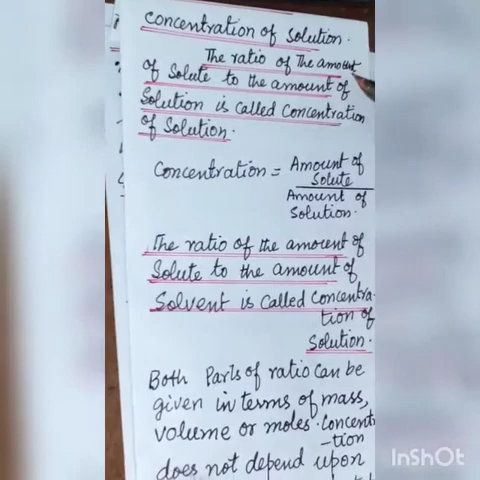 Concentration of Solution.
The ratio of The amount
of Solute to the amount of
Solution is called Concentration
of Solution.
Concentration = Amount of
Solute
Amount of
Solution.
The ratio of the amount of
Solute to the amount of
Solvent is called Concentra-
tion of
Solution.
Both Parts of ratio can be
given in terms of mass,
volume or moles. Concent
-tion
does not depend upon
InShOt